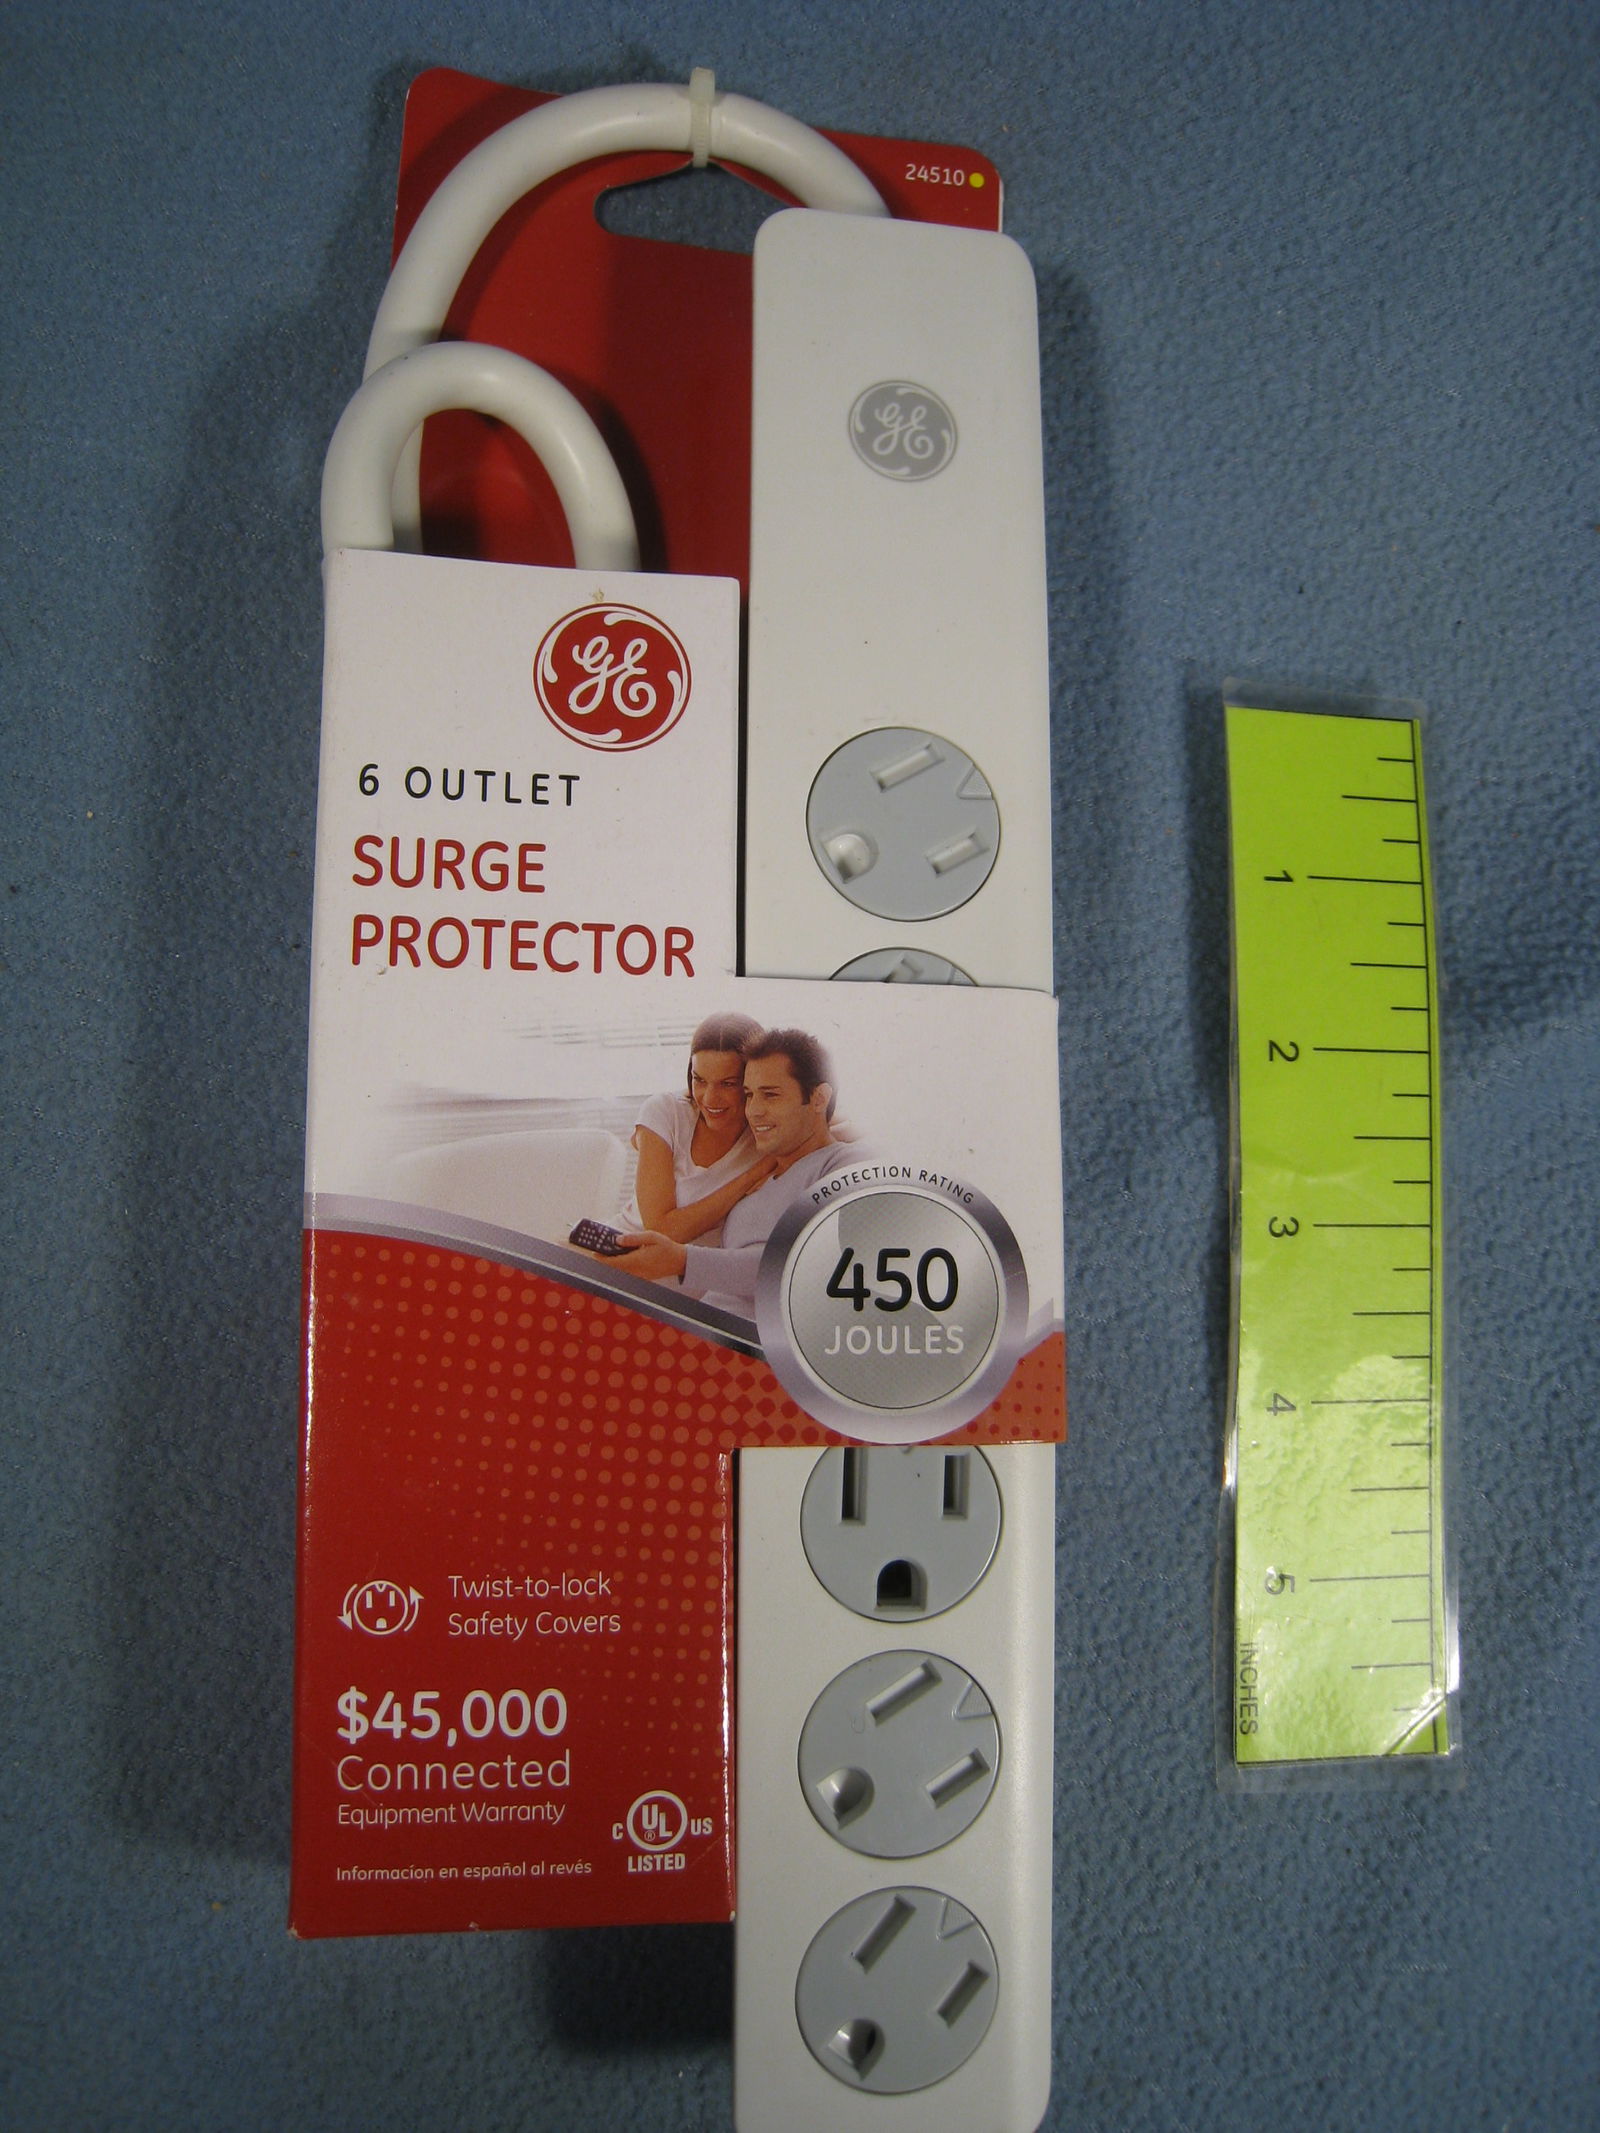 24510
GE
GE
6 OUTLET
SURGE
PROTECTOR
PROTECTION RATING
450
JOULES
Twist-to-lock
Safety Covers
$45,000
Connected
Equipment Warranty
C UL® US
LISTED
Informacíon en español al revés
1
2
3
4
5
INCHES